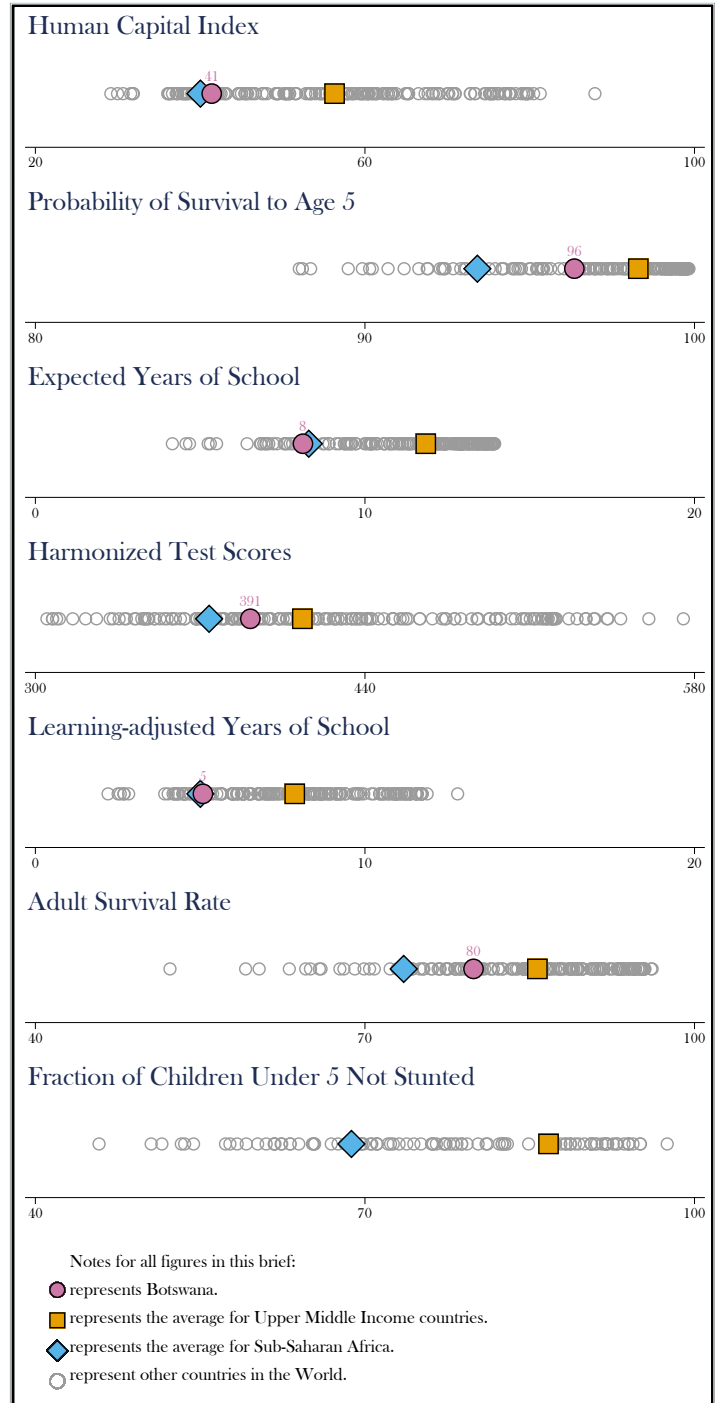 Human Capital Index
41
20 60 100
Probability of Survival to Age 5
96
80 90 100
Expected Years of School
8
0 10 20
Harmonized Test Scores
391
300 440 580
Learning-adjusted Years of School
5
0 10 20
Adult Survival Rate
80
40 70 100
Fraction of Children Under 5 Not Stunted
40 70 100
Notes for all figures in this brief:
represents Botswana.
represents the average for Upper Middle Income countries.
represents the average for Sub-Saharan Africa.
represent other countries in the World.